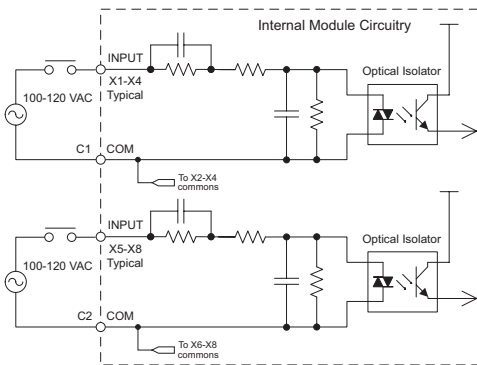 Internal Module Circuitry
INPUT
X1-X4
Typical
Optical Isolator
100-120 VAC
C1
COM
To X2-X4
commons
INPUT
X5-X8
Typical
Optical Isolator
100-120 VAC
C2
COM
To X6-X8
commons